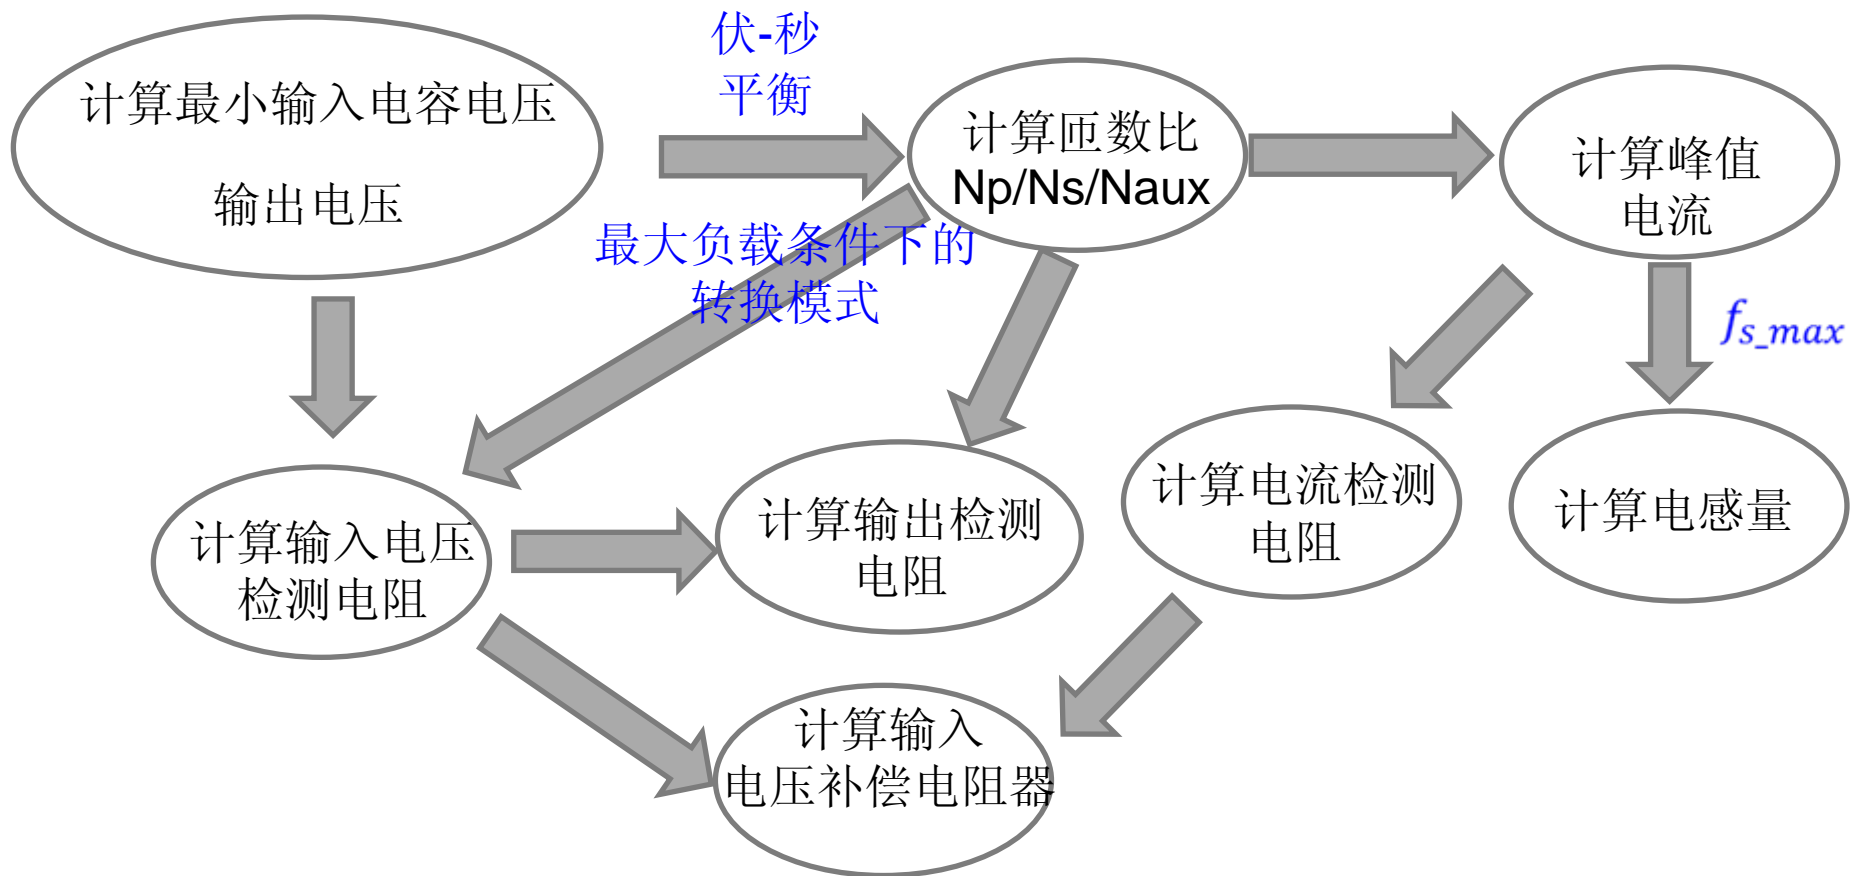 计算最小输入电容电压
输出电压
伏-秒
平衡
计算匝数比
Np/Ns/Naux
计算峰值
电流
最大负载条件下的
转换模式
f_{s_max}
计算输入电压
检测电阻
计算输出检测
电阻
计算电流检测
电阻
计算电感量
计算输入
电压补偿电阻器